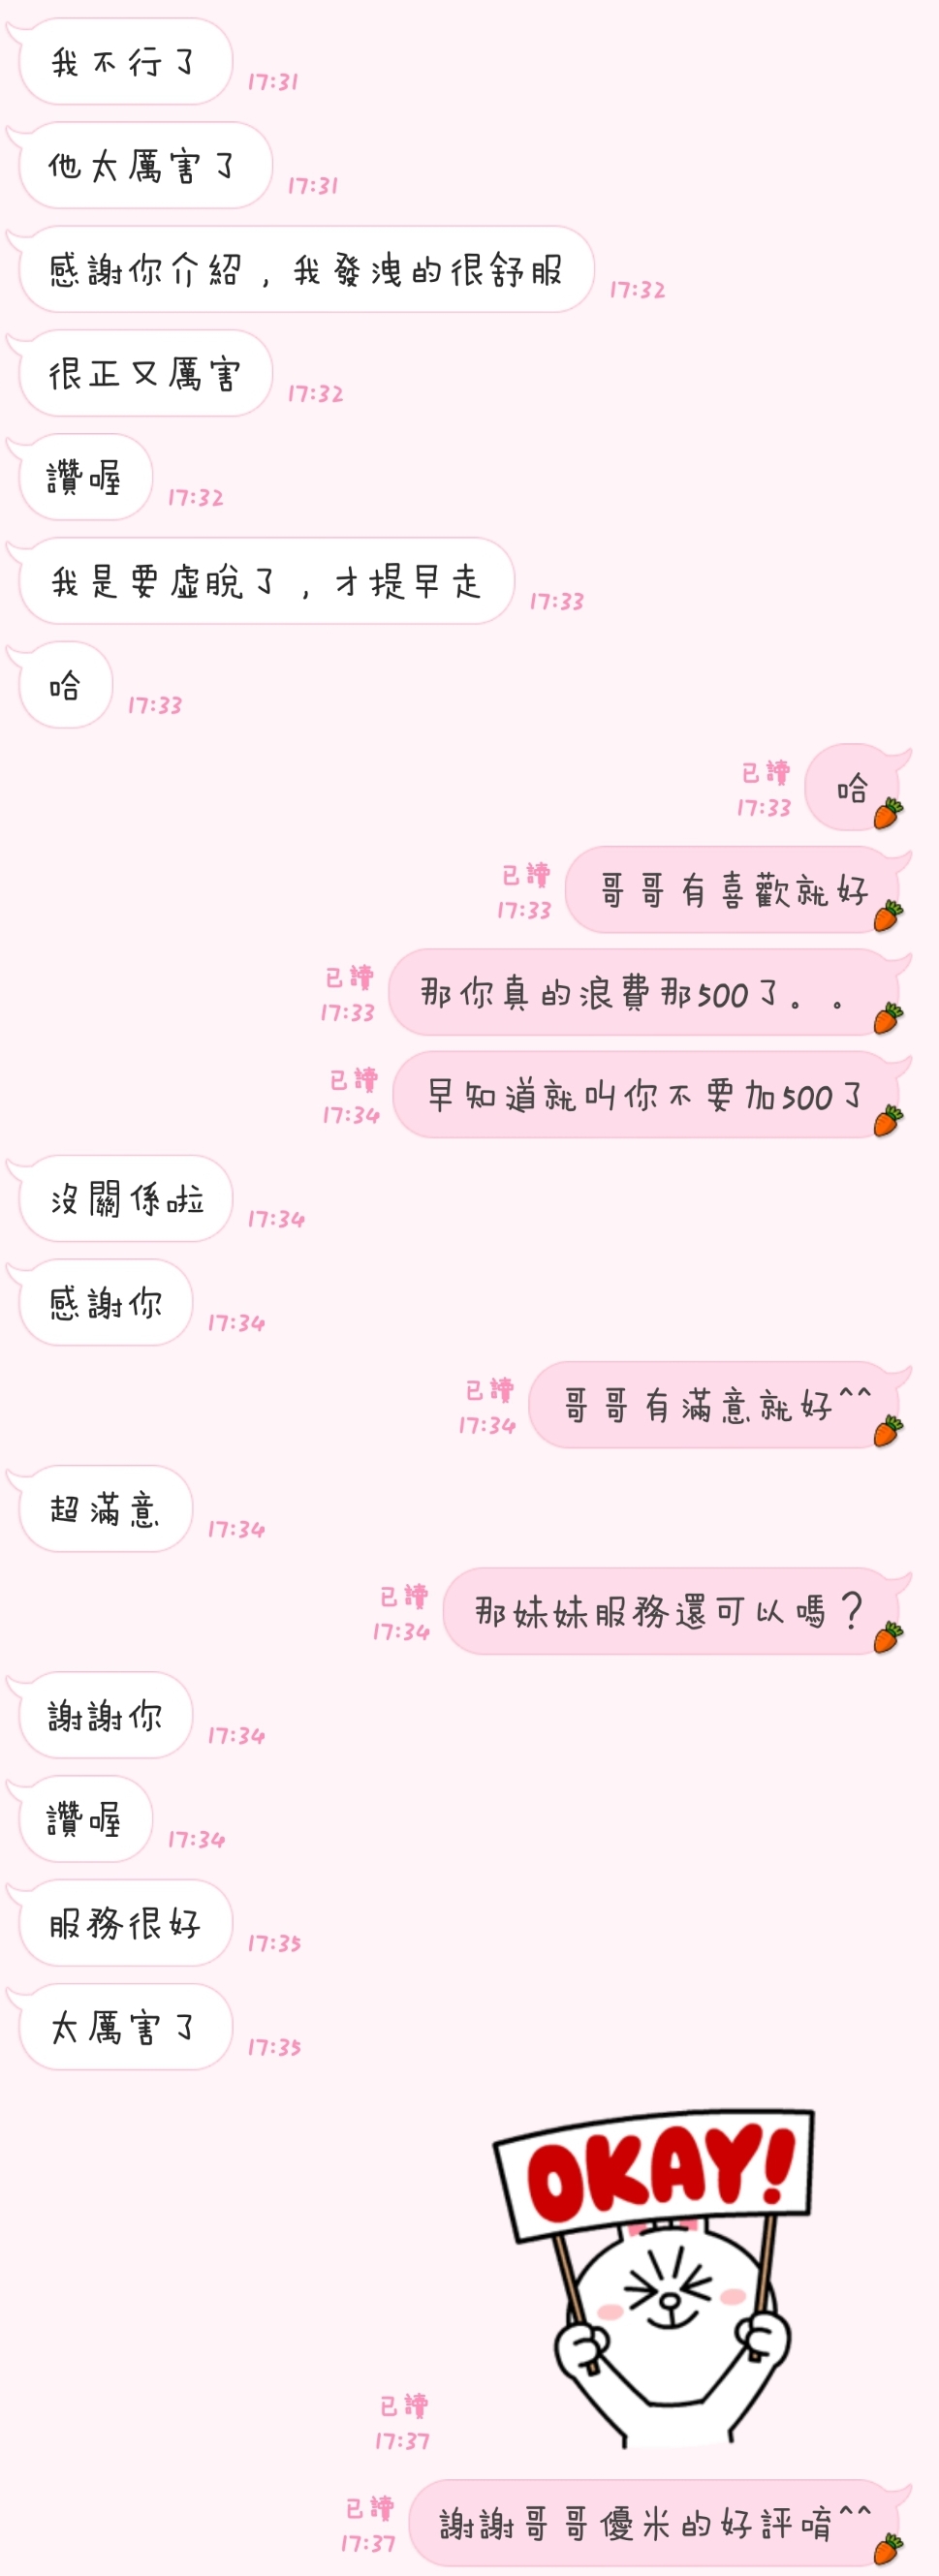 我不行了
17:31
他太厲害了
17:31
感謝你介紹，我發洩的很舒服
17:32
很正又厲害
17:32
讚喔
17:32
我是要虛脫了，才提早走
17:33
哈
17:33
已讀
17:33
哈
已讀
17:33
哥哥有喜歡就好
已讀
17:33
那你真的浪費那500了。。
已讀
17:34
早知道就叫你不要加500了
沒關係啦
17:34
感謝你
17:34
已讀
17:34
哥哥有滿意就好^^
超滿意
17:34
已讀
17:34
那妹妹服務還可以嗎？
謝謝你
17:34
讚喔
17:34
服務很好
17:35
太厲害了
17:35
OKAY!
已讀
17:37
已讀
17:37
謝謝哥哥優米的好評唷^^